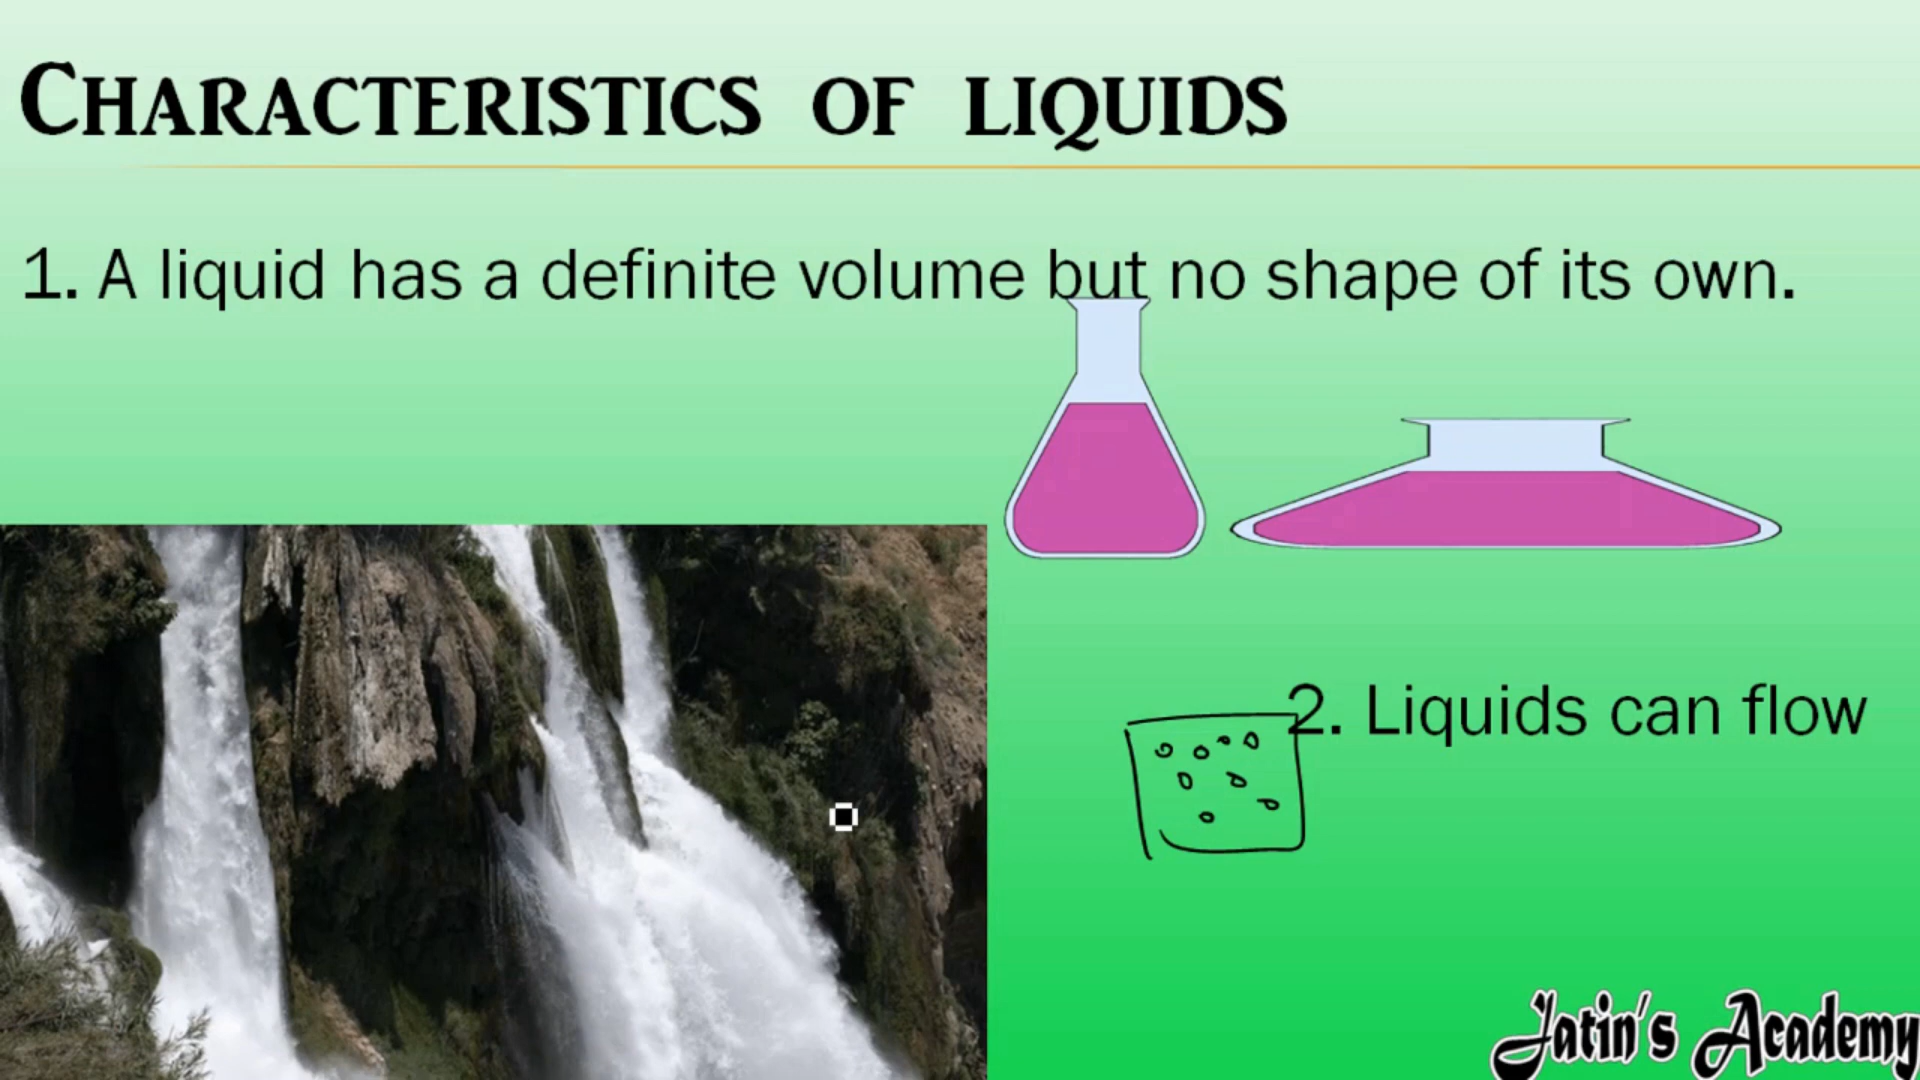 Characteristics of liquids
1. A liquid has a definite volume but no shape of its own.
2. Liquids can flow
Jatin's Academy